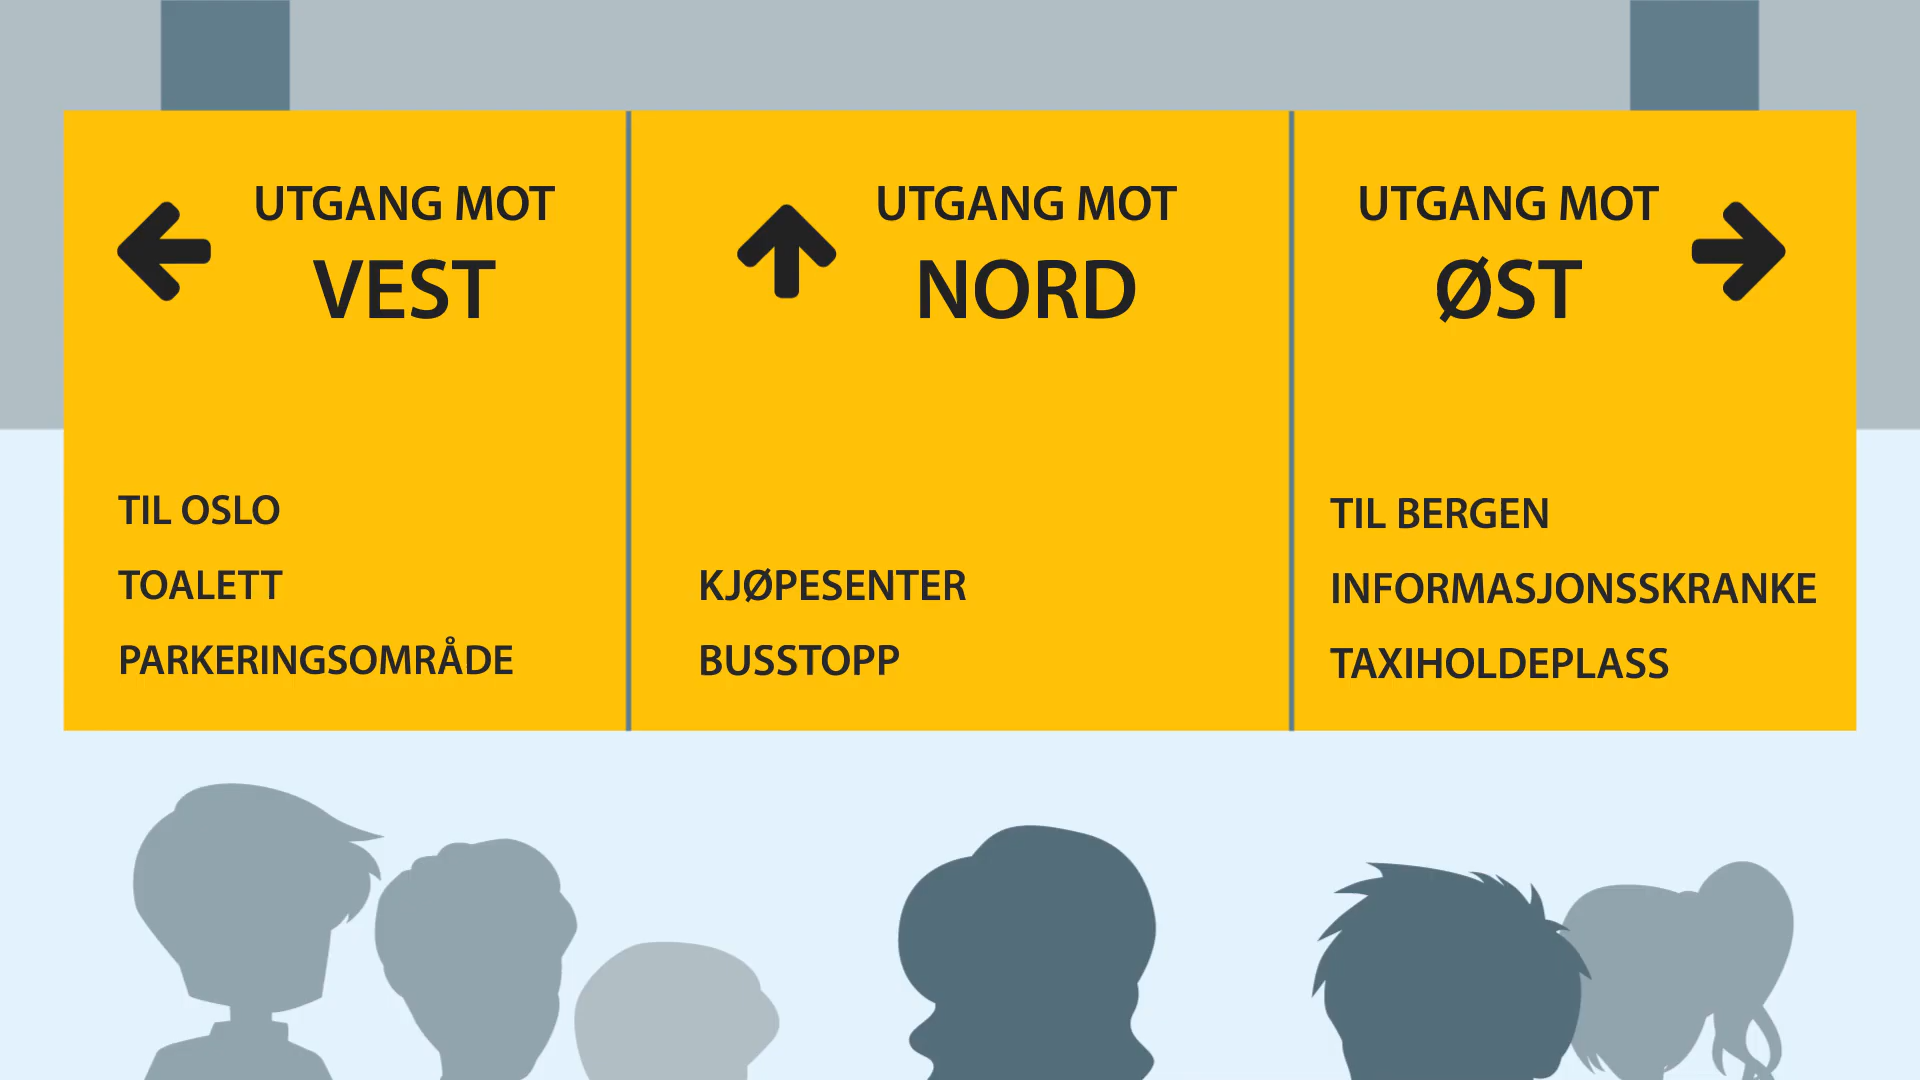 UTGANG MOT
VEST
TIL OSLO
TOALETT
PARKERINGSOMRÅDE
UTGANG MOT
NORD
KJØPESENTER
BUSSTOPP
UTGANG MOT
ØST
TIL BERGEN
INFORMASJONSSKRANKE
TAXIHOLDEPLASS